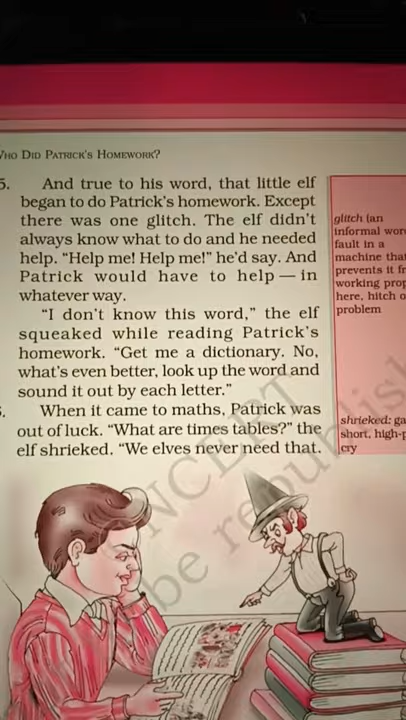 WHO DID PATRICK'S HOMEWORK?
5. And true to his word, that little elf
began to do Patrick's homework. Except
there was one glitch. The elf didn't
always know what to do and he needed
help. "Help me! Help me!" he'd say. And
Patrick would have to help — in
whatever way.
"I don't know this word," the elf
squeaked while reading Patrick's
homework. "Get me a dictionary. No,
what's even better, look up the word and
sound it out by each letter."
When it came to maths, Patrick was
out of luck. "What are times tables?" the
elf shrieked. "We elves never need that.
glitch (an
informal wor
fault in a
machine tha
prevents it fr
working prop
here, hitch o
problem
shrieked: ga
short, high-p
cry
NCERT
be republish